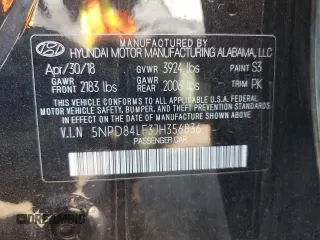 MANUFACTURED BY
HYUNDAI MOTOR MANUFACTURING ALABAMA, LLC
Apr/30/18 GVWR 3924 lbs PAINT S3
GAWR FRONT 2183 lbs GAWR REAR 2006 lbs TRIM PK
THIS VEHICLE CONFORMS TO ALL APPLICABLE U.S. FEDERAL
MOTOR VEHICLE SAFETY, BUMPER, AND THEFT PREVENTION
STANDARDS IN EFFECT ON THE DATE OF MANUFACTURE SHOWN ABOVE.
V.I.N 5NPD84LF37H356836
PASSENGER CAR